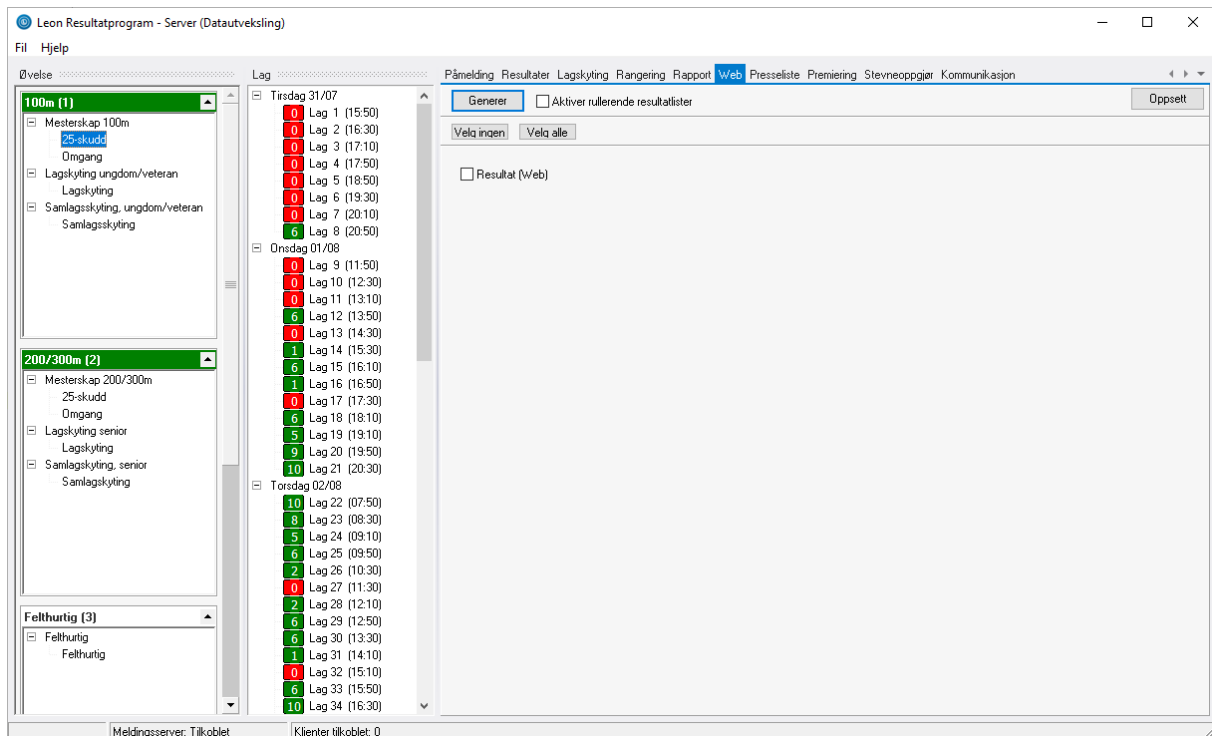 Leon Resultatprogram - Server (Datautveksling)
Fil Hjelp
Øvelse
100m (1)
Mesterskap 100m
25-skudd
Omgang
Lagskyting ungdom/veteran
Lagskyting
Samlagsskyting, ungdom/veteran
Samlagsskyting
200/300m (2)
Mesterskap 200/300m
25-skudd
Omgang
Lagskyting senior
Lagskyting
Samlagskyting, senior
Samlagskyting
Felthurtig (3)
Felthurtig
Felthurtig
Lag
Tirsdag 31/07
0 Lag 1 (15:50)
0 Lag 2 (16:30)
0 Lag 3 (17:10)
0 Lag 4 (17:50)
0 Lag 5 (18:50)
0 Lag 6 (19:30)
0 Lag 7 (20:10)
6 Lag 8 (20:50)
Onsdag 01/08
0 Lag 9 (11:50)
0 Lag 10 (12:30)
0 Lag 11 (13:10)
6 Lag 12 (13:50)
0 Lag 13 (14:30)
1 Lag 14 (15:30)
6 Lag 15 (16:10)
1 Lag 16 (16:50)
0 Lag 17 (17:30)
6 Lag 18 (18:10)
5 Lag 19 (19:10)
9 Lag 20 (19:50)
10 Lag 21 (20:30)
Torsdag 02/08
10 Lag 22 (07:50)
8 Lag 23 (08:30)
5 Lag 24 (09:10)
6 Lag 25 (09:50)
2 Lag 26 (10:30)
0 Lag 27 (11:30)
2 Lag 28 (12:10)
6 Lag 29 (12:50)
6 Lag 30 (13:30)
1 Lag 31 (14:10)
0 Lag 32 (15:10)
6 Lag 33 (15:50)
10 Lag 34 (16:30)
Påmelding Resultater Lagskyting Rangering Rapport Web Presseliste Premiering Stevneoppgjør Kommunikasjon
Generer Aktiver rullerende resultatlister Oppsett
Velg ingen Velg alle
Resultat (Web)
Meldingsserver: Tilkoblet Klienter tilkoblet: 0